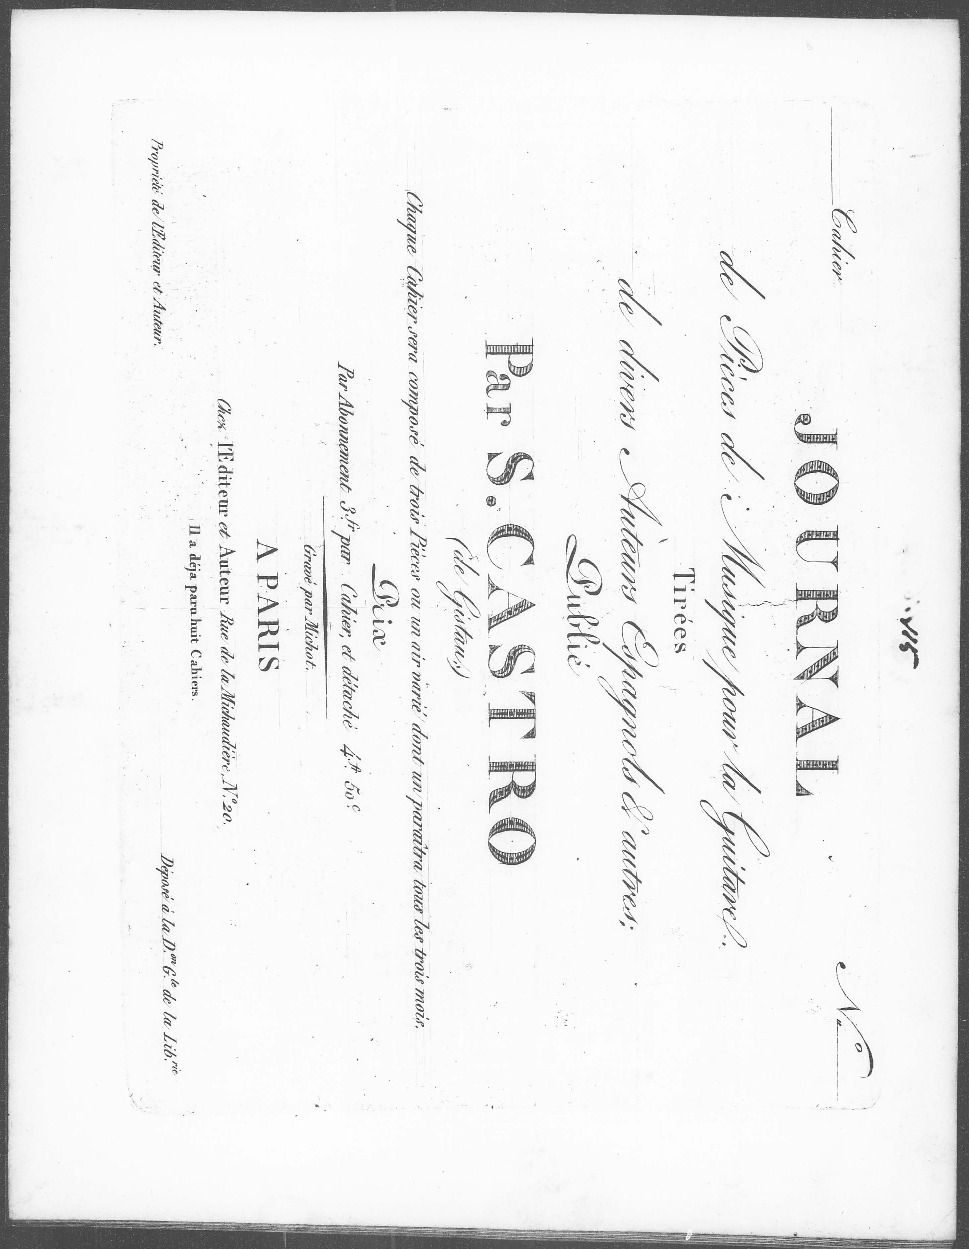 Cahier N°
JOURNAL
de Pièces de Musique pour la Guitare,
Tirées
de divers Auteurs Espagnols & autres;
Publié
Par S. CASTRO
(de Gistau,)
Chaque Cahier sera composé de trois Pièces ou un air varié dont un paraîtra tous les trois mois.
Prix
Par Abonnement 3.fr par Cahier, et détaché 4.ft 50.c
Gravé par Michot.
A PARIS
Chez l'Editeur et Auteur Rue de la Michaudière, N.º 20.
Il a déja paru huit Cahiers.
Propriété de l'Editeur et Auteur.
Déposé à la D.on G.le de la Lib.rie